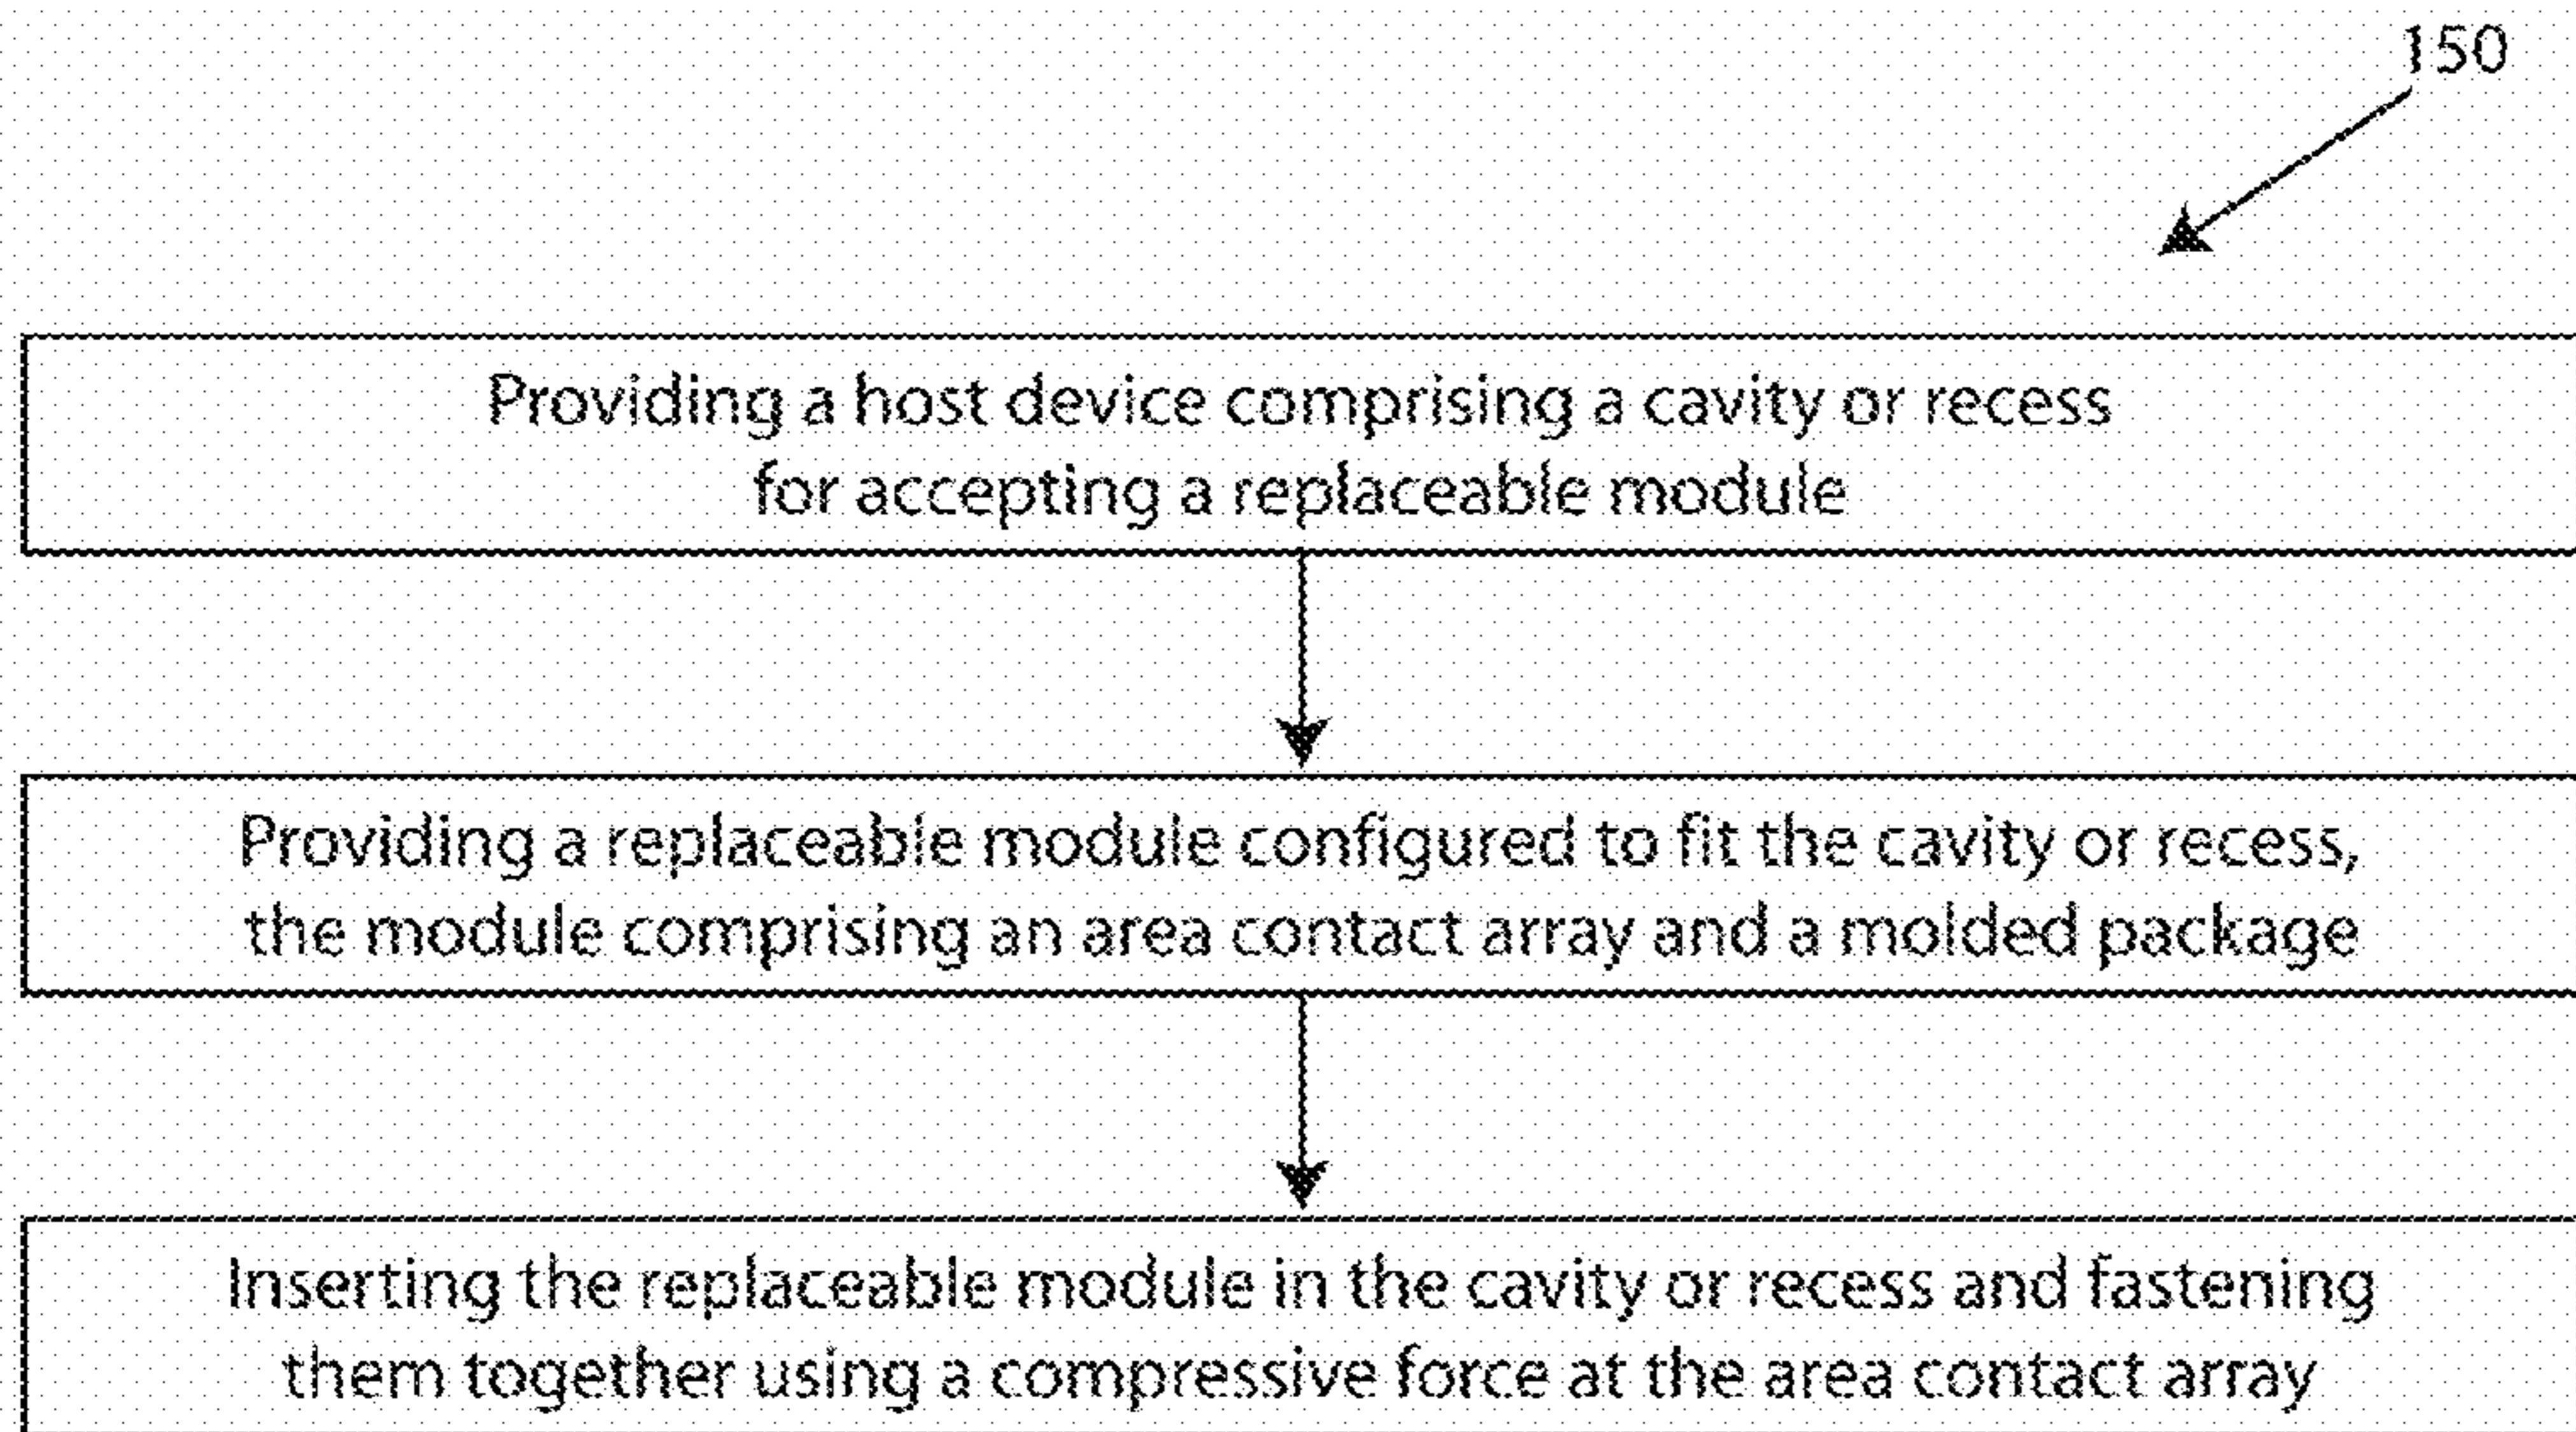 150
Providing a host device comprising a cavity or recess
for accepting a replaceable module
Providing a replaceable module configured to fit the cavity or recess,
the module comprising an area contact array and a molded package
Inserting the replaceable module in the cavity or recess and fastening
them together using a compressive force at the area contact array